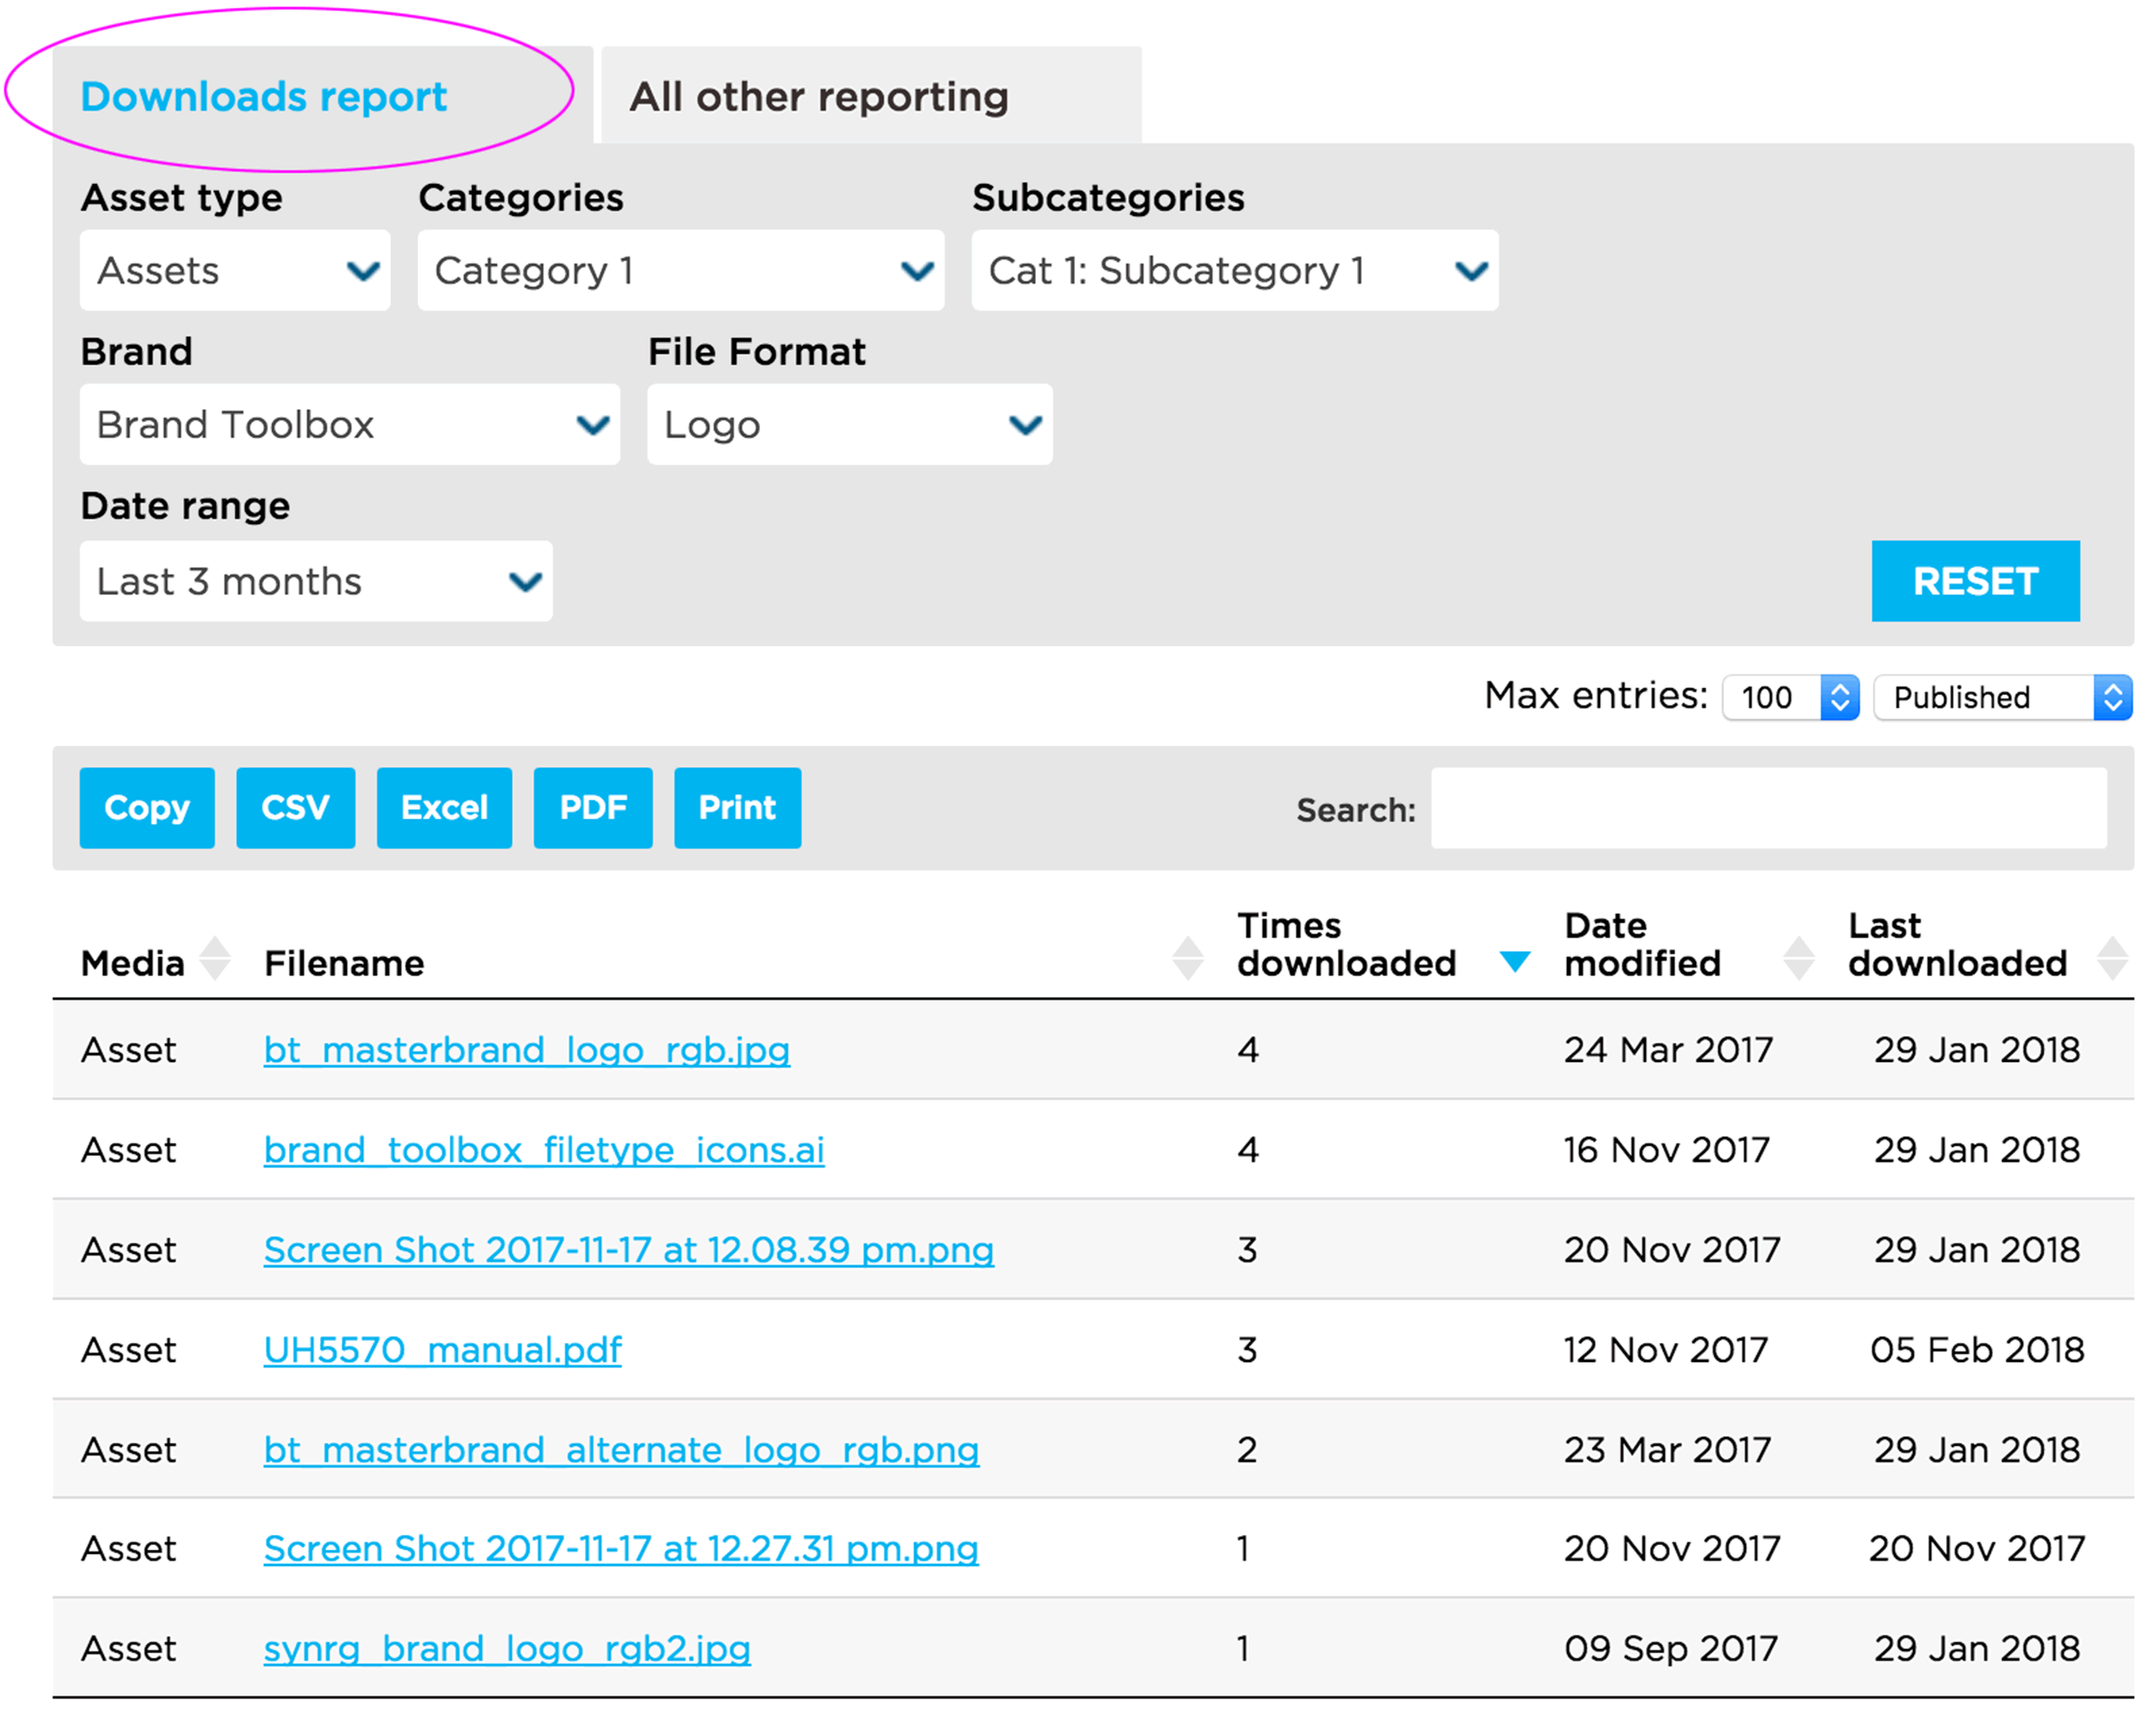 Downloads report
All other reporting
Asset type Categories Subcategories
Assets Category 1 Cat 1: Subcategory 1
Brand File Format
Brand Toolbox Logo
Date range
Last 3 months RESET
Max entries: 100 Published
Copy CSV Excel PDF Print Search:
Media Filename Times downloaded Date modified Last downloaded
Asset bt_masterbrand_logo_rgb.jpg 4 24 Mar 2017 29 Jan 2018
Asset brand_toolbox_filetype_icons.ai 4 16 Nov 2017 29 Jan 2018
Asset Screen Shot 2017-11-17 at 12.08.39 pm.png 3 20 Nov 2017 29 Jan 2018
Asset UH5570_manual.pdf 3 12 Nov 2017 05 Feb 2018
Asset bt_masterbrand_alternate_logo_rgb.png 2 23 Mar 2017 29 Jan 2018
Asset Screen Shot 2017-11-17 at 12.27.31 pm.png 1 20 Nov 2017 20 Nov 2017
Asset synrg_brand_logo_rgb2.jpg 1 09 Sep 2017 29 Jan 2018